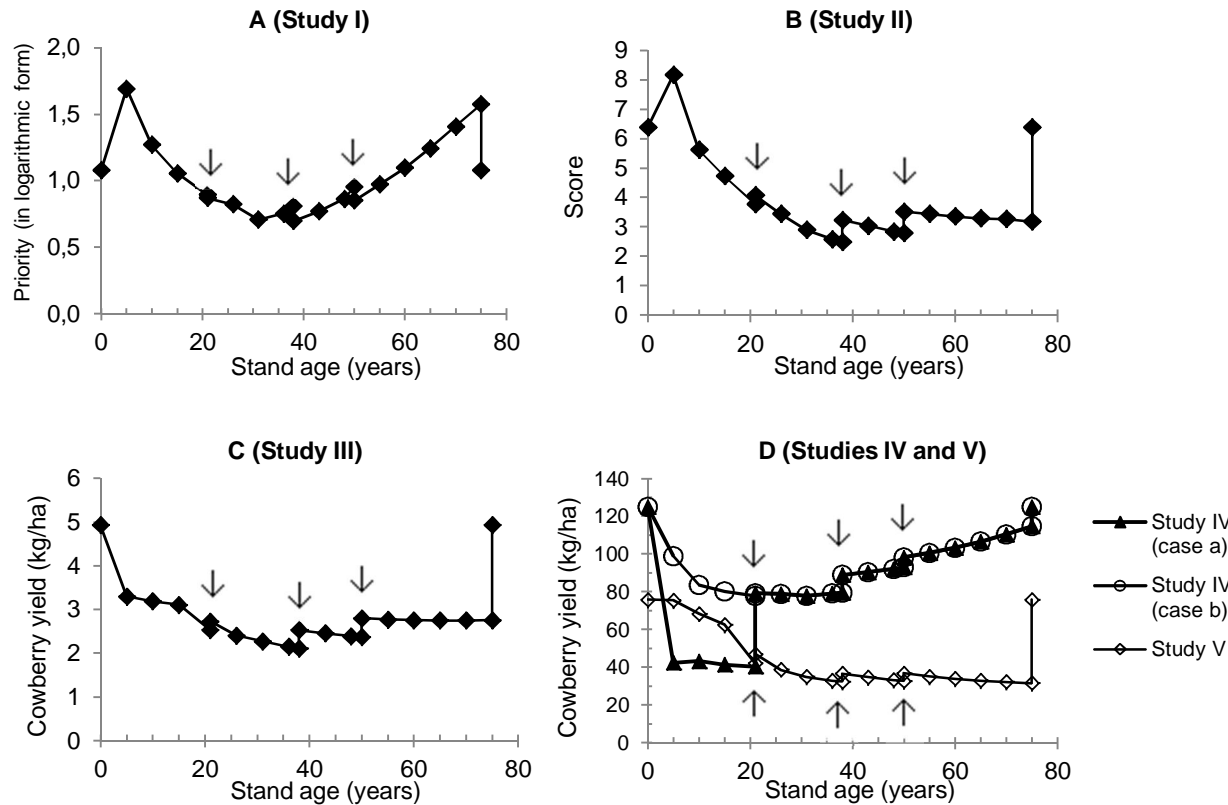 A (Study I)
Priority (in logarithmic form)
2,0
1,5
1,0
0,5
0,0
0 20 40 60 80
Stand age (years)
B (Study II)
Score
9
8
7
6
5
4
3
2
1
0
0 20 40 60 80
Stand age (years)
C (Study III)
Cowberry yield (kg/ha)
6
5
4
3
2
1
0
0 20 40 60 80
Stand age (years)
D (Studies IV and V)
Cowberry yield (kg/ha)
140
120
100
80
60
40
20
0
0 20 40 60 80
Stand age (years)
Study IV
(case a)
Study IV
(case b)
Study V